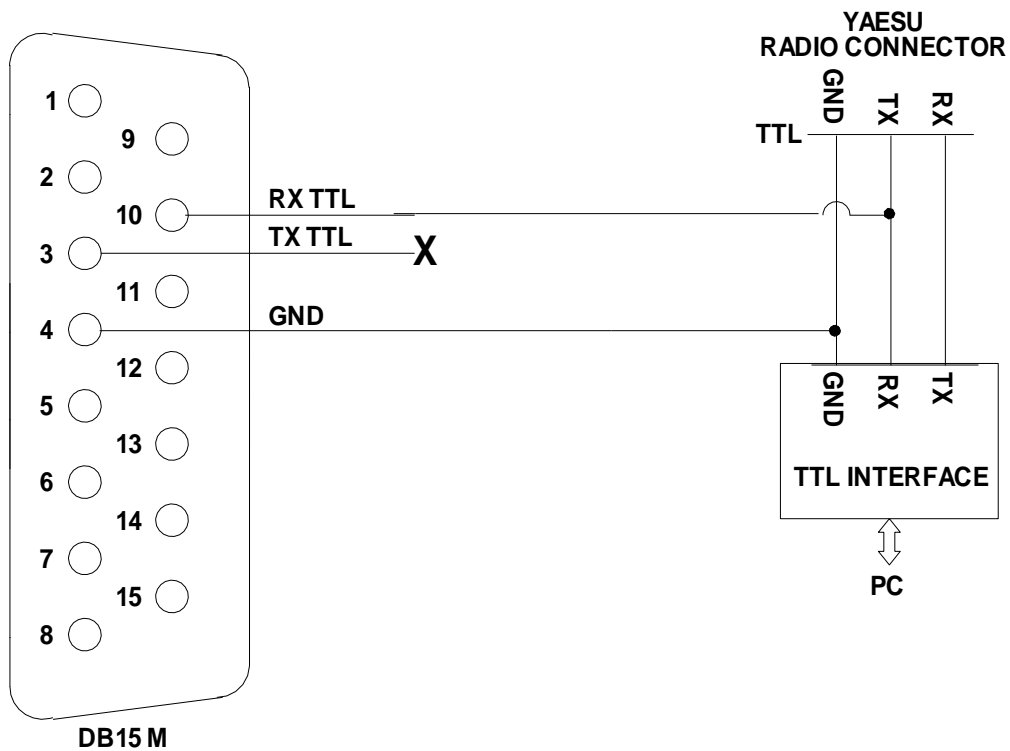 YAESU
RADIO CONNECTOR
GND TX RX
TTL
1
9
2
10 RX TTL
3 TX TTL X
11
4 GND
12
5
13
6
14
7
15
8
GND RX TX
TTL INTERFACE
PC
DB15 M